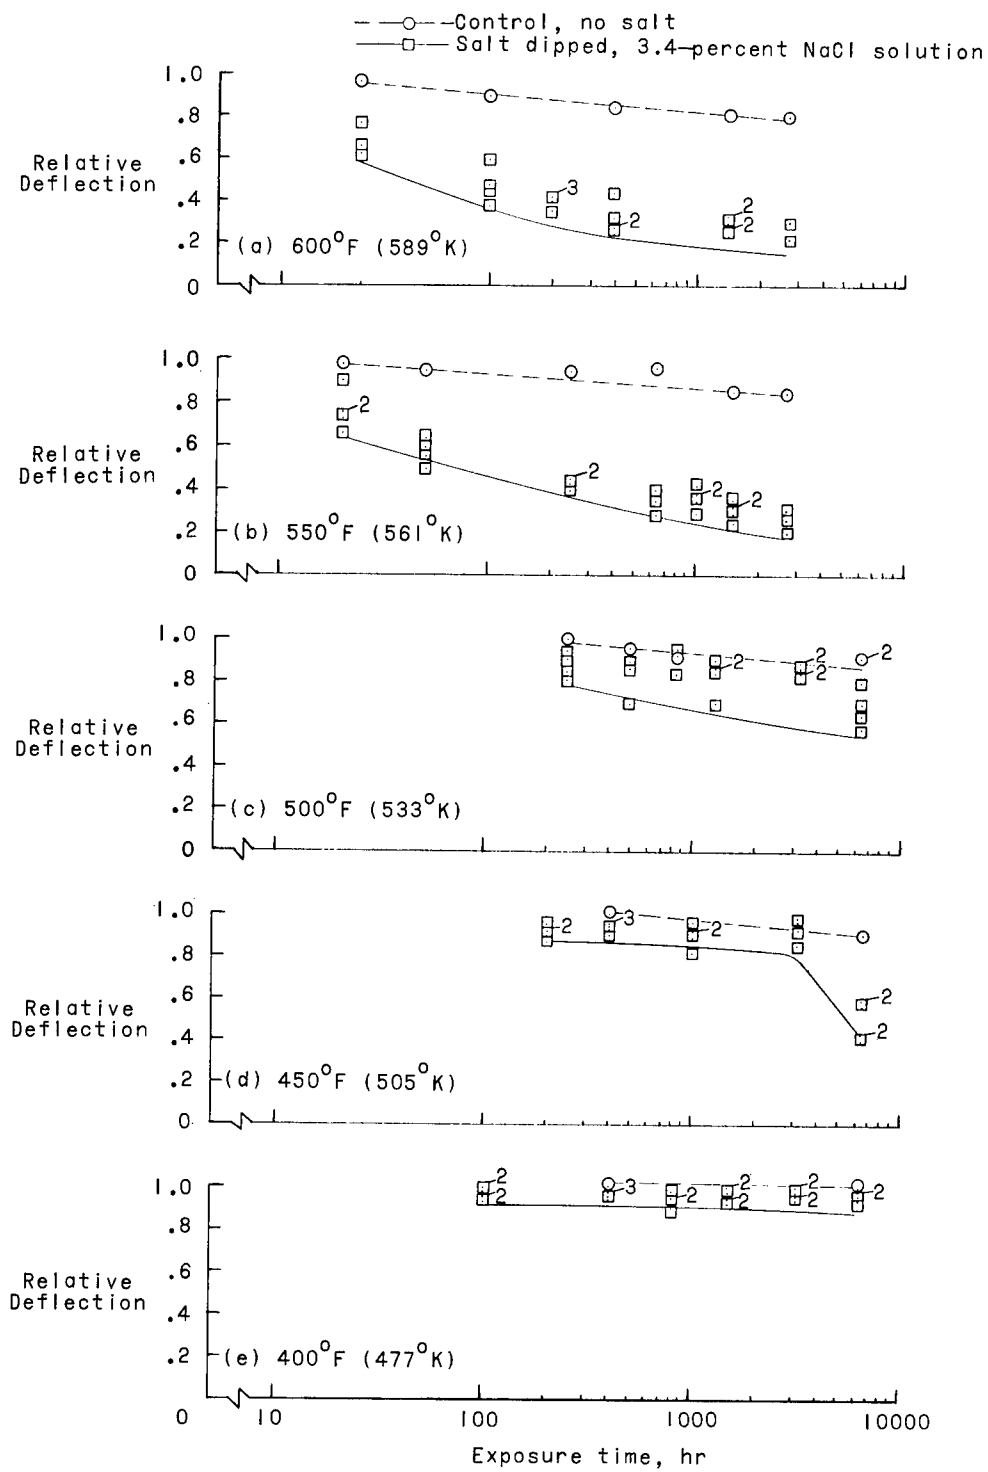 Control, no salt
Salt dipped, 3.4-percent NaCl solution
1.0
.8
.6
.4
.2
0
Relative
Deflection
3
2
2
2
(a) 600°F (589°K)
1.0
.8
.6
.4
.2
0
Relative
Deflection
2
2
2
2
(b) 550°F (561°K)
1.0
.8
.6
.4
.2
0
Relative
Deflection
2
2
2
2
(c) 500°F (533°K)
1.0
.8
.6
.4
.2
0
Relative
Deflection
2
3
2
2
2
(d) 450°F (505°K)
1.0
.8
.6
.4
.2
Relative
Deflection
2
2
3
2
2
2
2
2
2
(e) 400°F (477°K)
0 10 100 1000 10000
Exposure time, hr